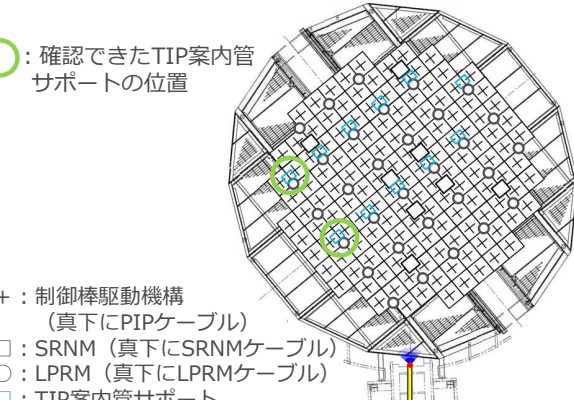 ：確認できたTIP案内管
サポートの位置
+：制御棒駆動機構
（真下にPIPケーブル）
□：SRNM（真下にSRNMケーブル）
○：LPRM（真下にLPRMケーブル）
□：TIP案内管サポート